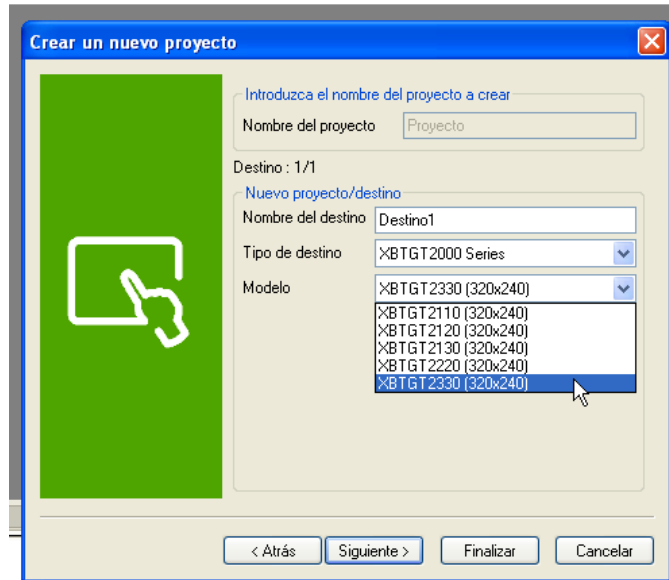 Crear un nuevo proyecto
Introduzca el nombre del proyecto a crear
Nombre del proyecto Proyecto
Destino : 1/1
Nuevo proyecto/destino
Nombre del destino Destino1
Tipo de destino XBTGT2000 Series
Modelo XBTGT2330 (320x240)
XBTGT2110 (320x240)
XBTGT2120 (320x240)
XBTGT2130 (320x240)
XBTGT2220 (320x240)
XBTGT2330 (320x240)
< Atrás Siguiente > Finalizar Cancelar